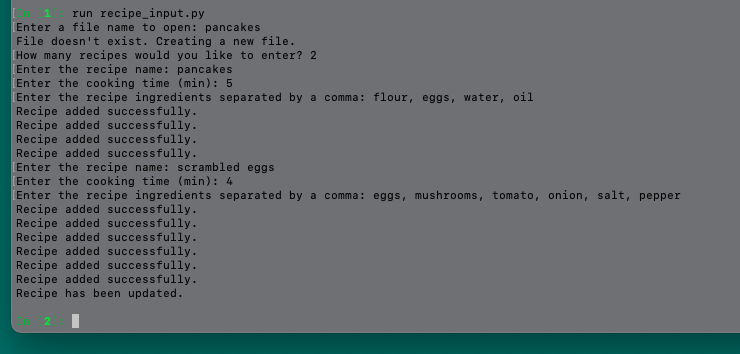 In [1]: run recipe_input.py
Enter a file name to open: pancakes
File doesn't exist. Creating a new file.
How many recipes would you like to enter? 2
Enter the recipe name: pancakes
Enter the cooking time (min): 5
Enter the recipe ingredients separated by a comma: flour, eggs, water, oil
Recipe added successfully.
Recipe added successfully.
Recipe added successfully.
Recipe added successfully.
Enter the recipe name: scrambled eggs
Enter the cooking time (min): 4
Enter the recipe ingredients separated by a comma: eggs, mushrooms, tomato, onion, salt, pepper
Recipe added successfully.
Recipe added successfully.
Recipe added successfully.
Recipe added successfully.
Recipe added successfully.
Recipe added successfully.
Recipe has been updated.
In [2]: